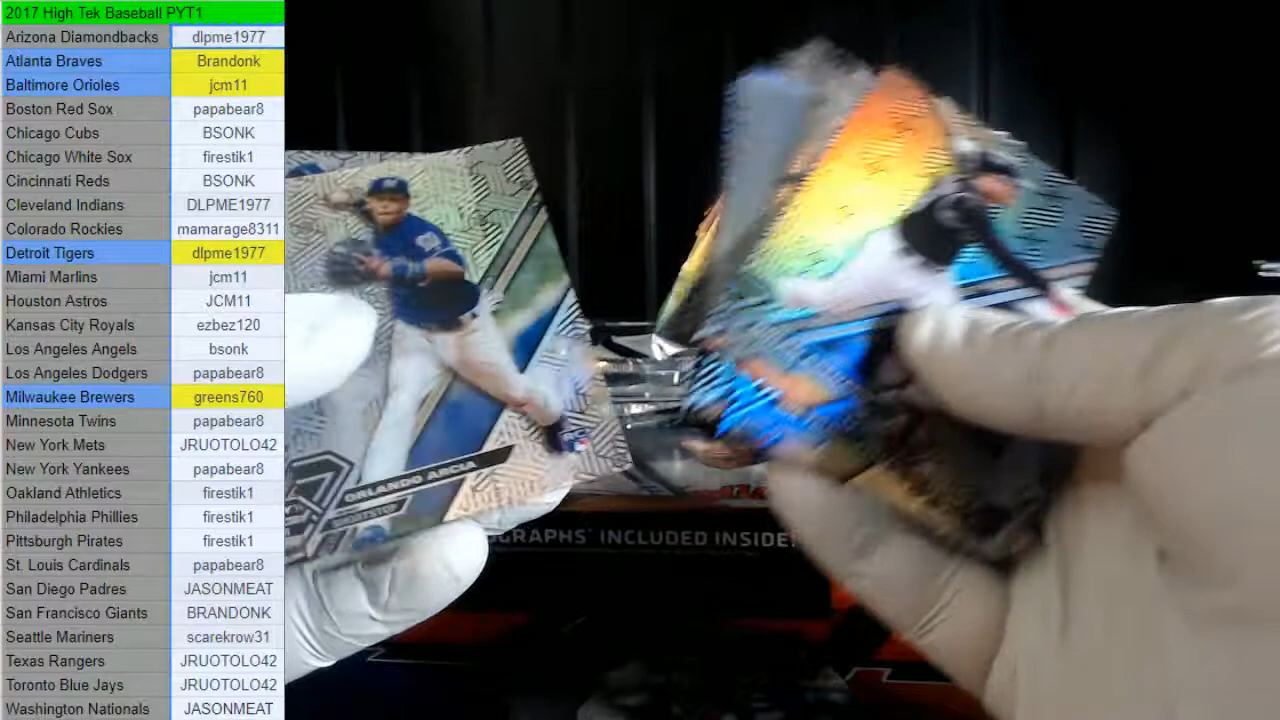 2017 High Tek Baseball PYT1
Arizona Diamondbacks dlpme1977
Atlanta Braves Brandonk
Baltimore Orioles jcm11
Boston Red Sox papabear8
Chicago Cubs BSONK
Chicago White Sox firestik1
Cincinnati Reds BSONK
Cleveland Indians DLPME1977
Colorado Rockies mamarage8311
Detroit Tigers dlpme1977
Miami Marlins jcm11
Houston Astros JCM11
Kansas City Royals ezbez120
Los Angeles Angels bsonk
Los Angeles Dodgers papabear8
Milwaukee Brewers greens760
Minnesota Twins papabear8
New York Mets JRUOTOLO42
New York Yankees papabear8
Oakland Athletics firestik1
Philadelphia Phillies firestik1
Pittsburgh Pirates firestik1
St. Louis Cardinals papabear8
San Diego Padres JASONMEAT
San Francisco Giants BRANDONK
Seattle Mariners scarekrow31
Texas Rangers JRUOTOLO42
Toronto Blue Jays JRUOTOLO42
Washington Nationals JASONMEAT
ORLANDO ARCIA
SHORTSTOP
OGRAPHS INCLUDED INSIDE!